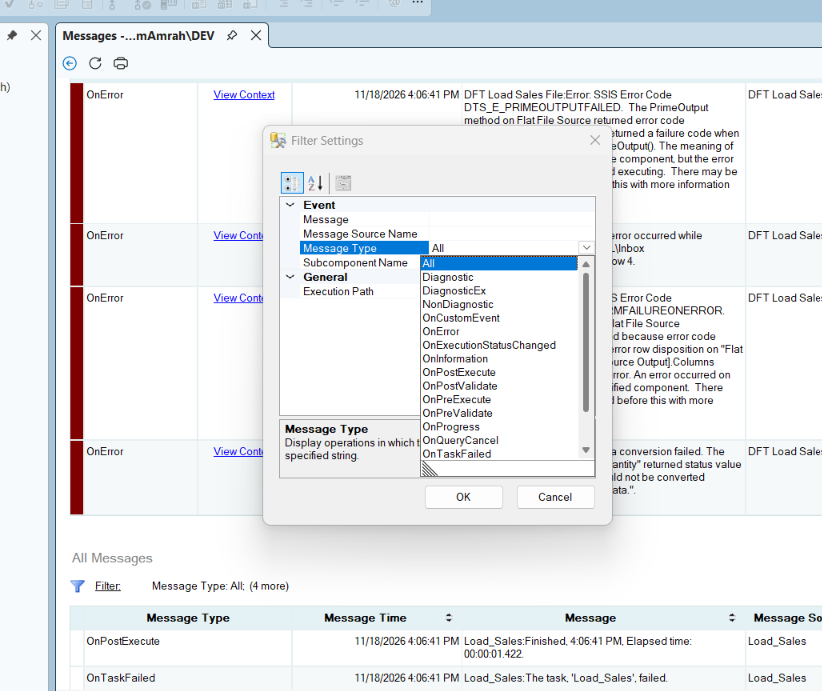 Messages -...mAmrah\DEV
h)
OnError
View Context
11/18/2026 4:06:41 PM
DFT Load Sales File:Error: SSIS Error Code
DTS_E_PRIMEOUTPUTFAILED. The PrimeOutput
method on Flat File Source returned error code
eturned a failure code when
eOutput(). The meaning of
e component, but the error
d executing. There may be
this with more information
DFT Load Sales
OnError
View Conte
error occurred while
L\Inbox
ow 4.
DFT Load Sales
OnError
View Conte
IS Error Code
RMFAILUREONERROR.
lat File Source
d because error code
error row disposition on "Flat
ource Output].Columns
rror. An error occurred on
ified component. There
d before this with more
DFT Load Sales
OnError
View Conte
a conversion failed. The
antity" returned status value
uld not be converted
ata.".
DFT Load Sales
Filter Settings
Event
Message
Message Source Name
Message Type
All
Subcomponent Name
General
Execution Path
All
Diagnostic
DiagnosticEx
NonDiagnostic
OnCustomEvent
OnError
OnExecutionStatusChanged
OnInformation
OnPostExecute
OnPostValidate
OnPreExecute
OnPreValidate
OnProgress
OnQueryCancel
OnTaskFailed
Message Type
Display operations in which t
specified string.
OK
Cancel
All Messages
Filter:
Message Type: All; (4 more)
Message Type
Message Time
Message
Message So
OnPostExecute
11/18/2026 4:06:41 PM
Load_Sales:Finished, 4:06:41 PM, Elapsed time:
00:00:01.422.
Load_Sales
OnTaskFailed
11/18/2026 4:06:41 PM
Load_Sales:The task, 'Load_Sales', failed.
Load_Sales